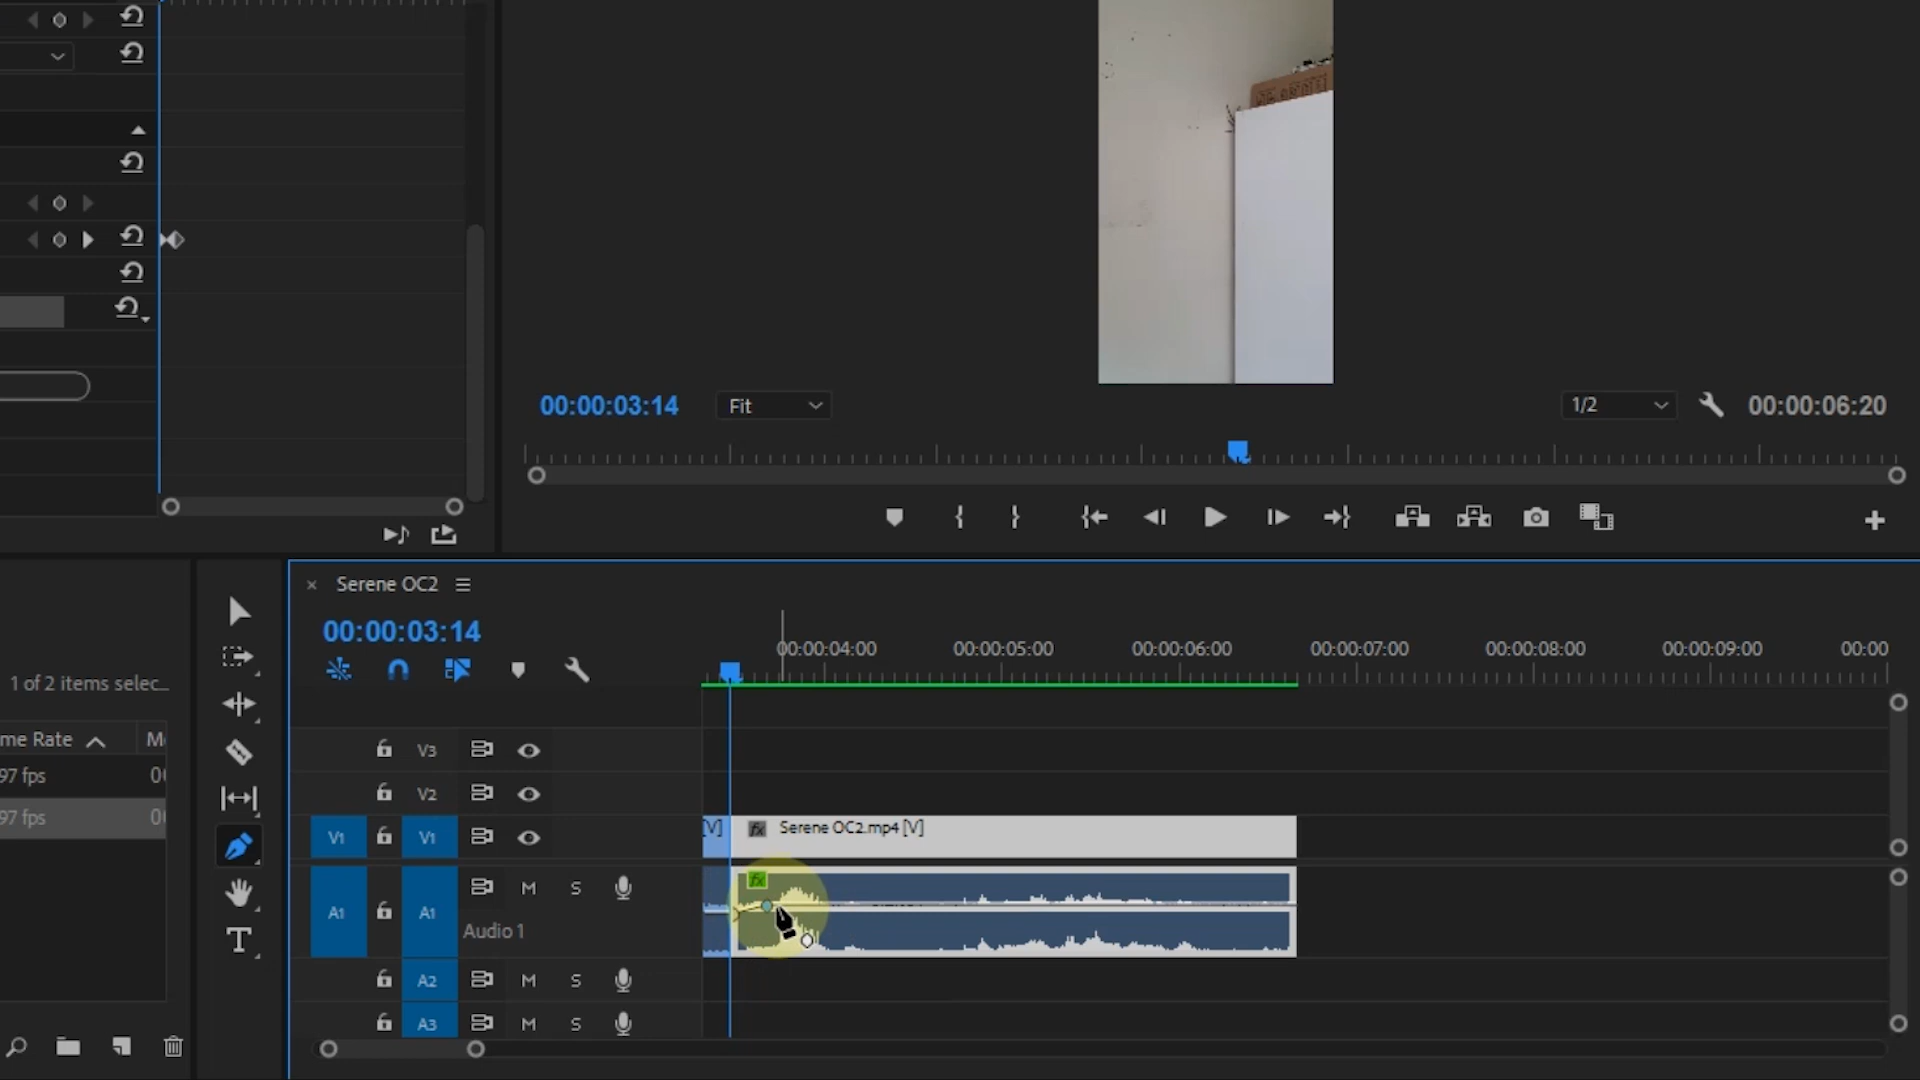 00:00:03:14
Fit
1/2
00:00:06:20
× Serene OC2
00:00:03:14
00:00:04:00 00:00:05:00 00:00:06:00 00:00:07:00 00:00:08:00 00:00:09:00 00:00
1 of 2 items selec...
me Rate
97 fps
97 fps
V3
V2
V1 V1
[V] fx Serene OC2.mp4 [V]
A1 A1 M S
fx
Audio 1
A2 M S
A3 M S